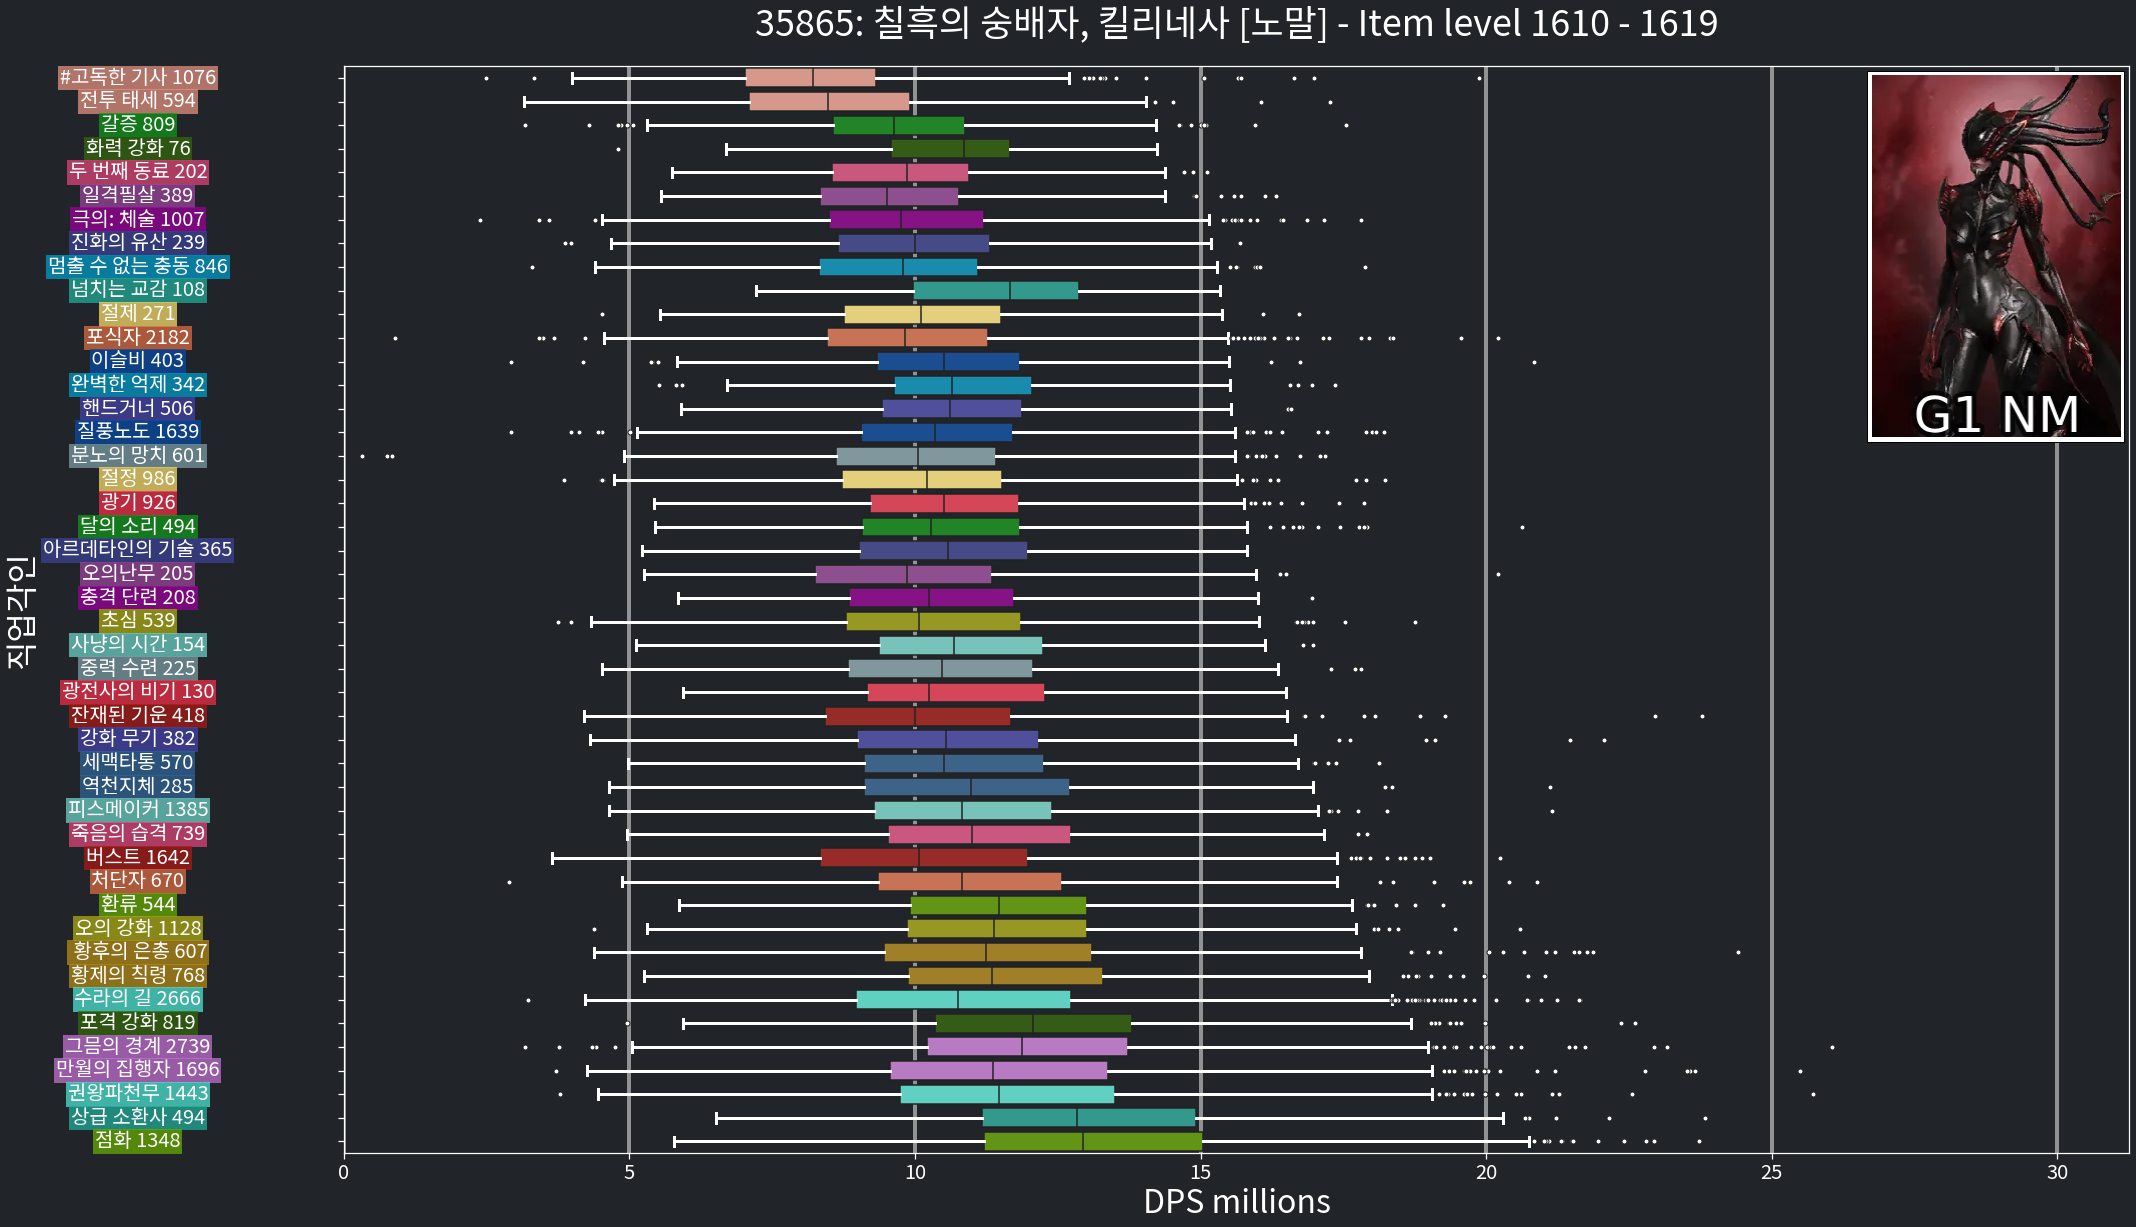 35865: 칠흑의 숭배자, 킬리네사 [노말] - Item level 1610 - 1619
#고독한 기사 1076
전투 태세 594
갈증 809
화력 강화 76
두 번째 동료 202
일격필살 389
극의: 체술 1007
진화의 유산 239
멈출 수 없는 충동 846
넘치는 교감 108
절제 271
포식자 2182
이슬비 403
완벽한 억제 342
핸드거너 506
질풍노도 1639
분노의 망치 601
절정 986
광기 926
달의 소리 494
아르데타인의 기술 365
오의난무 205
충격 단련 208
초심 539
사냥의 시간 154
중력 수련 225
광전사의 비기 130
잔재된 기운 418
강화 무기 382
세맥타통 570
역천지체 285
피스메이커 1385
죽음의 습격 739
버스트 1642
처단자 670
환류 544
오의 강화 1128
황후의 은총 607
황제의 칙령 768
수라의 길 2666
포격 강화 819
그믐의 경계 2739
만월의 집행자 1696
권왕파천무 1443
상급 소환사 494
점화 1348
직업각인
G1 NM
0 5 10 15 20 25 30
DPS millions